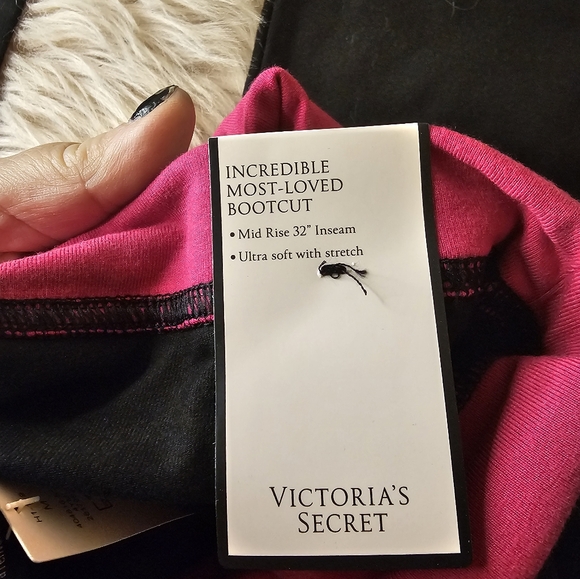 INCREDIBLE
MOST-LOVED
BOOTCUT
• Mid Rise 32" Inseam
• Ultra soft with stretch
VICTORIA'S
SECRET